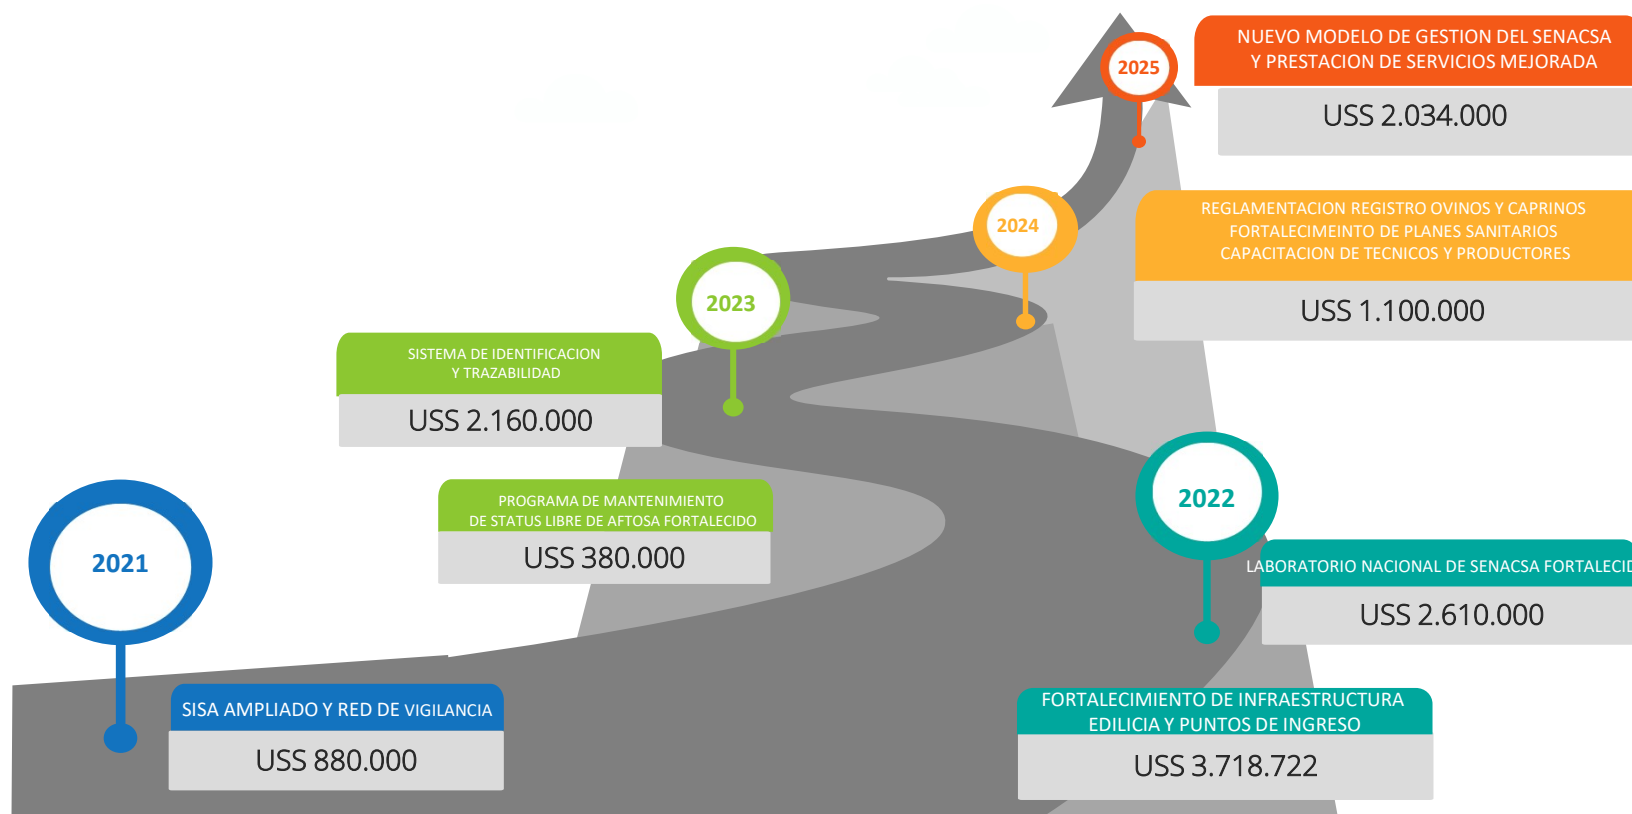 2025
NUEVO MODELO DE GESTION DEL SENACSA
Y PRESTACION DE SERVICIOS MEJORADA
USS 2.034.000
2024
REGLAMENTACION REGISTRO OVINOS Y CAPRINOS
FORTALECIMEINTO DE PLANES SANITARIOS
CAPACITACION DE TECNICOS Y PRODUCTORES
USS 1.100.000
2023
SISTEMA DE IDENTIFICACION
Y TRAZABILIDAD
USS 2.160.000
PROGRAMA DE MANTENIMIENTO
DE STATUS LIBRE DE AFTOSA FORTALECIDO
USS 380.000
2022
LABORATORIO NACIONAL DE SENACSA FORTALECID
USS 2.610.000
FORTALECIMIENTO DE INFRAESTRUCTURA
EDILICIA Y PUNTOS DE INGRESO
USS 3.718.722
2021
SISA AMPLIADO Y RED DE VIGILANCIA
USS 880.000